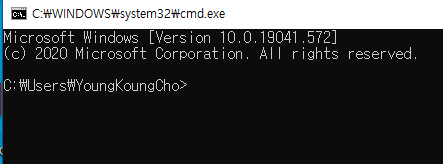 C:₩WINDOWS₩system32₩cmd.exe
Microsoft Windows [Version 10.0.19041.572]
(c) 2020 Microsoft Corporation. All rights reserved.
C:₩Users₩YoungKoungCho>